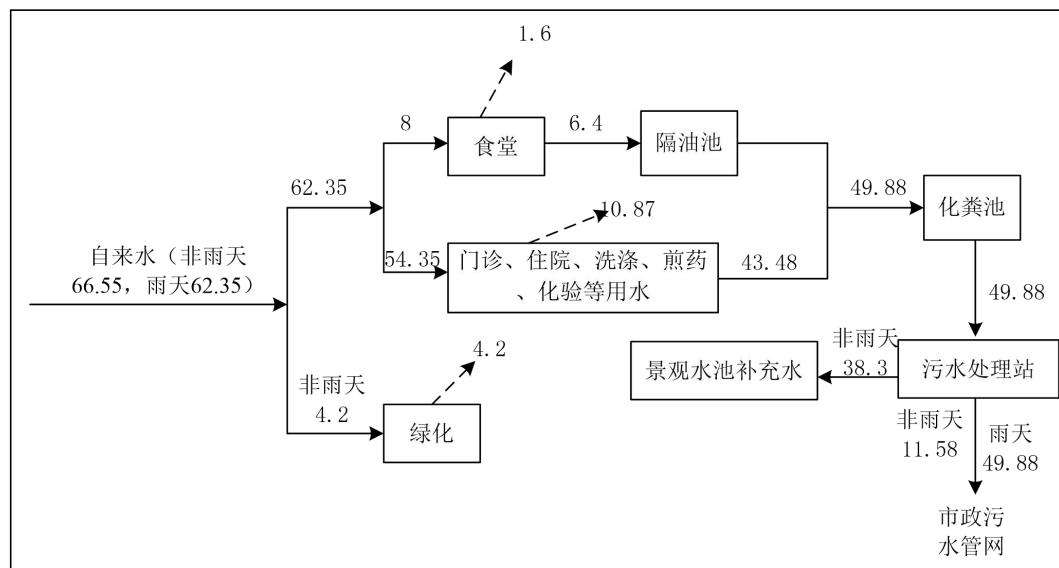 1.6
8
食堂
6.4
隔油池
62.35
49.88
化粪池
10.87
自来水（非雨天
66.55，雨天62.35）
54.35
门诊、住院、洗涤、煎药
、化验等用水
43.48
49.88
4.2
非雨天
4.2
绿化
景观水池补充水
非雨天
38.3
污水处理站
非雨天
11.58
雨天
49.88
市政污
水管网